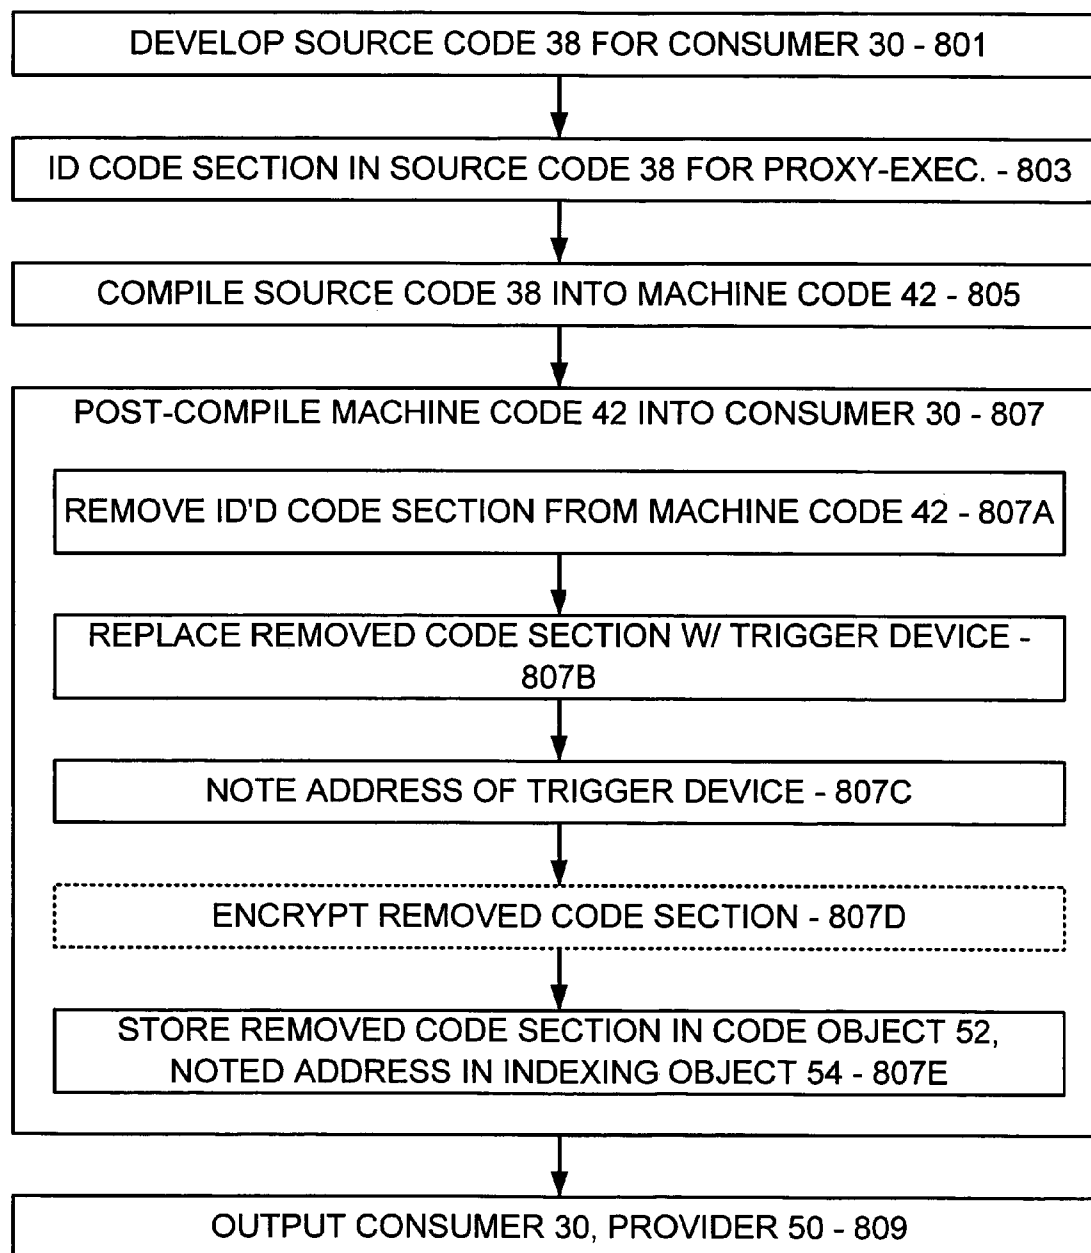 DEVELOP SOURCE CODE 38 FOR CONSUMER 30 - 801
ID CODE SECTION IN SOURCE CODE 38 FOR PROXY-EXEC. - 803
COMPILE SOURCE CODE 38 INTO MACHINE CODE 42 - 805
POST-COMPILE MACHINE CODE 42 INTO CONSUMER 30 - 807
REMOVE ID'D CODE SECTION FROM MACHINE CODE 42 - 807A
REPLACE REMOVED CODE SECTION W/ TRIGGER DEVICE -
807B
NOTE ADDRESS OF TRIGGER DEVICE - 807C
ENCRYPT REMOVED CODE SECTION - 807D
STORE REMOVED CODE SECTION IN CODE OBJECT 52,
NOTED ADDRESS IN INDEXING OBJECT 54 - 807E
OUTPUT CONSUMER 30, PROVIDER 50 - 809